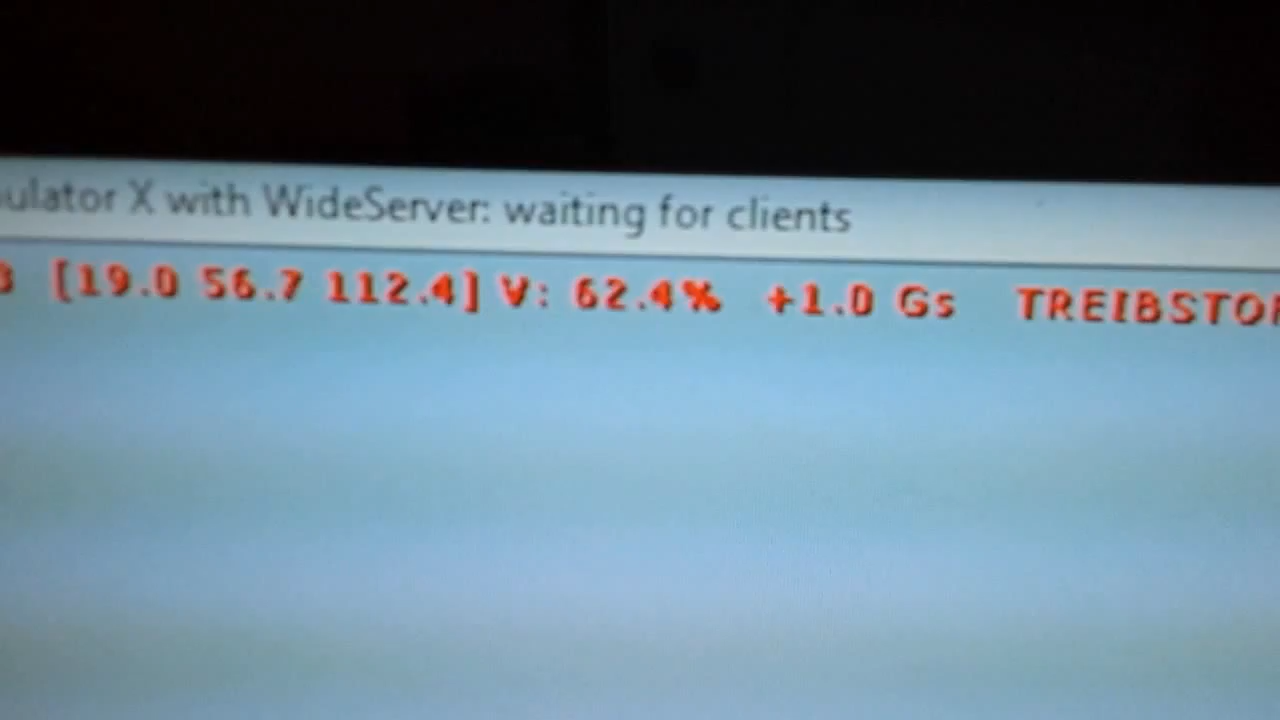 ulator X with WideServer: waiting for clients
[19.0 56.7 112.4] V: 62.4% +1.0 Gs TREIBSTO